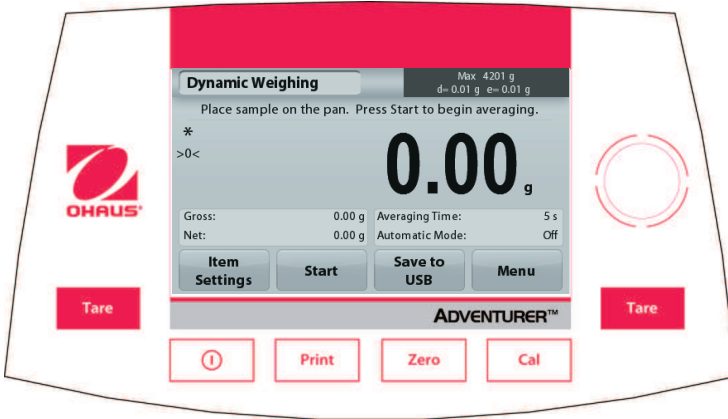 Dynamic Weighing
Max 4201 g
d= 0.01 g e= 0.01 g
Place sample on the pan. Press Start to begin averaging.
*
>0<
0.00 g
OHAUS®
Gross: 0.00 g Averaging Time: 5 s
Net: 0.00 g Automatic Mode: Off
Item
Settings
Start
Save to
USB
Menu
Tare
ADVENTURER™
Tare
Print
Zero
Cal